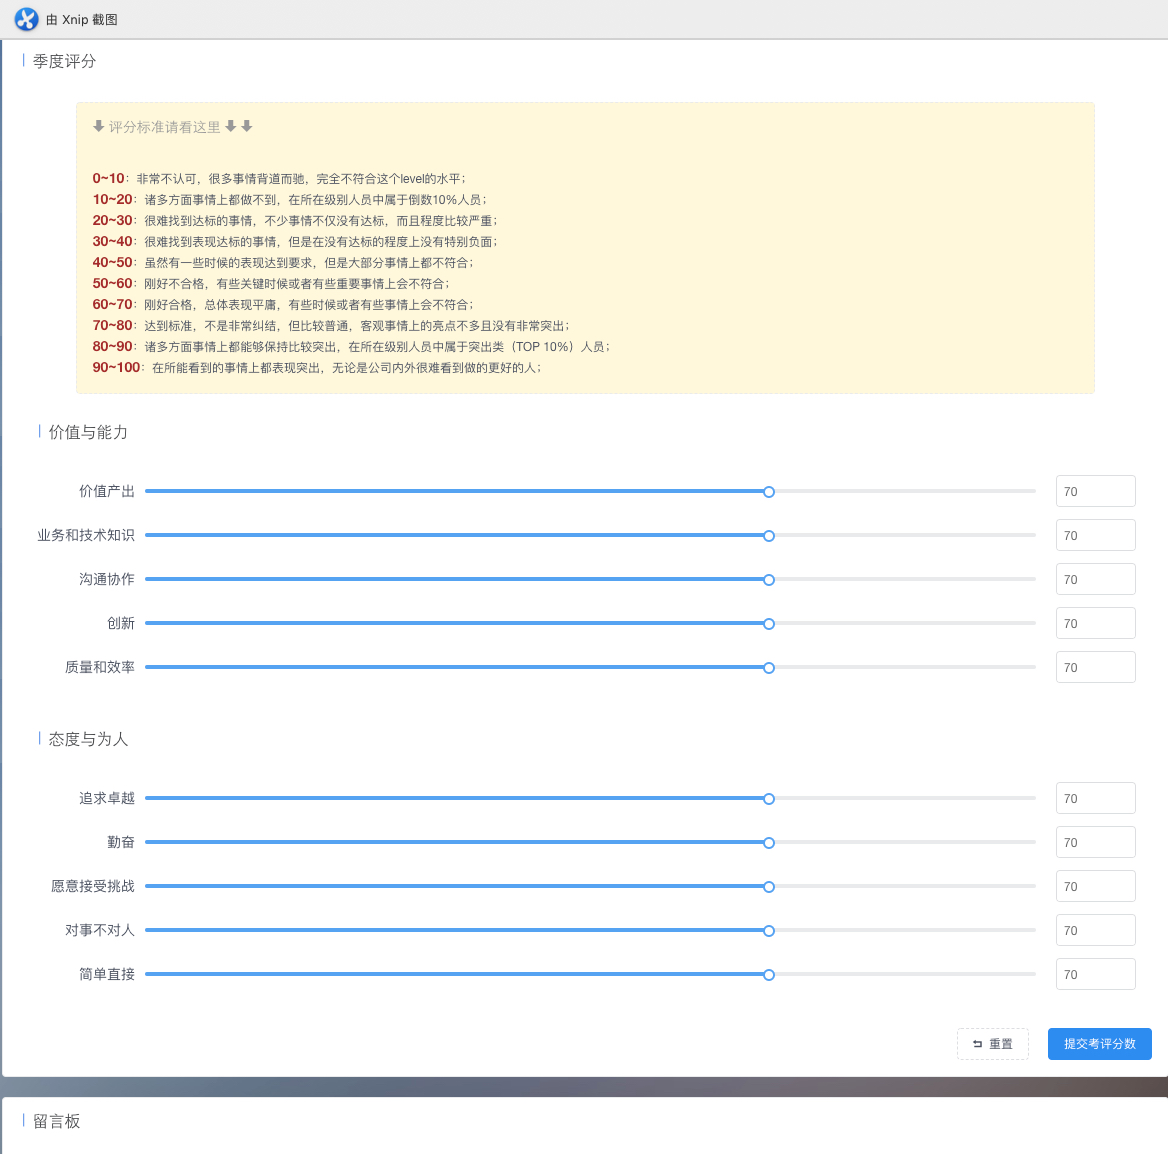 由 Xnip 截图
季度评分
评分标准请看这里
0~10：非常不认可，很多事情背道而驰，完全不符合这个level的水平；
10~20：诸多方面事情上都做不到，在所在级别人员中属于倒数10%人员；
20~30：很难找到达标的事情，不少事情不仅没有达标，而且程度比较严重；
30~40：很难找到表现达标的事情，但是在没有达标的程度上没有特别负面；
40~50：虽然有一些时候的表现达到要求，但是大部分事情上都不符合；
50~60：刚好不合格，有些关键时候或者有些重要事情上会不符合；
60~70：刚好合格，总体表现平庸，有些时候或者有些事情上会不符合；
70~80：达到标准，不是非常纠结，但比较普通，客观事情上的亮点不多且没有非常突出；
80~90：诸多方面事情上都能够保持比较突出，在所在级别人员中属于突出类（TOP 10%）人员；
90~100：在所能看到的事情上都表现突出，无论是公司内外很难看到做的更好的人；
价值与能力
价值产出 70
业务和技术知识 70
沟通协作 70
创新 70
质量和效率 70
态度与为人
追求卓越 70
勤奋 70
愿意接受挑战 70
对事不对人 70
简单直接 70
重置 提交考评分数
留言板